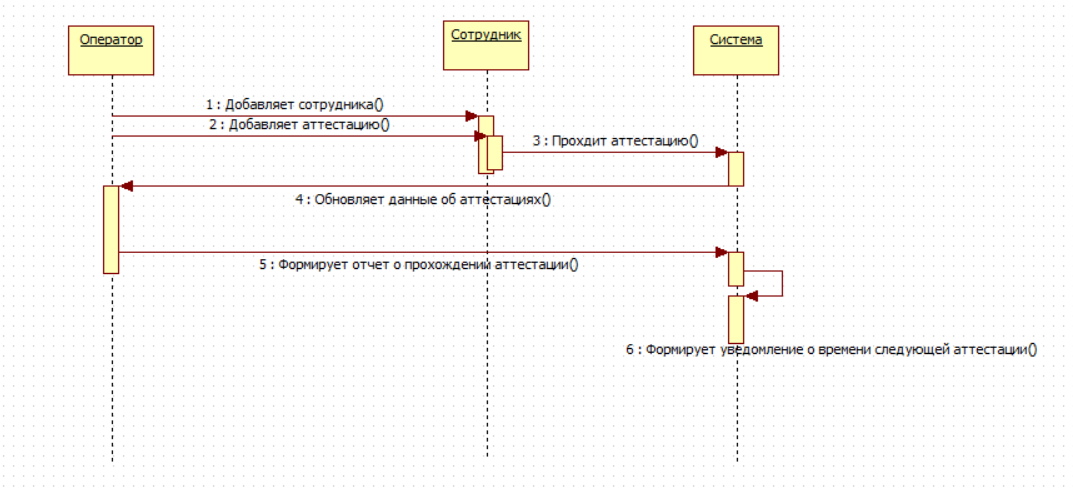 Оператор
Сотрудник
Система
1 : Добавляет сотрудника()
2 : Добавляет аттестацию()
3 : Прохдит аттестацию()
4 : Обновляет данные об аттестациях()
5 : Формирует отчет о прохождении аттестации()
6 : Формирует уведомление о времени следующей аттестации()